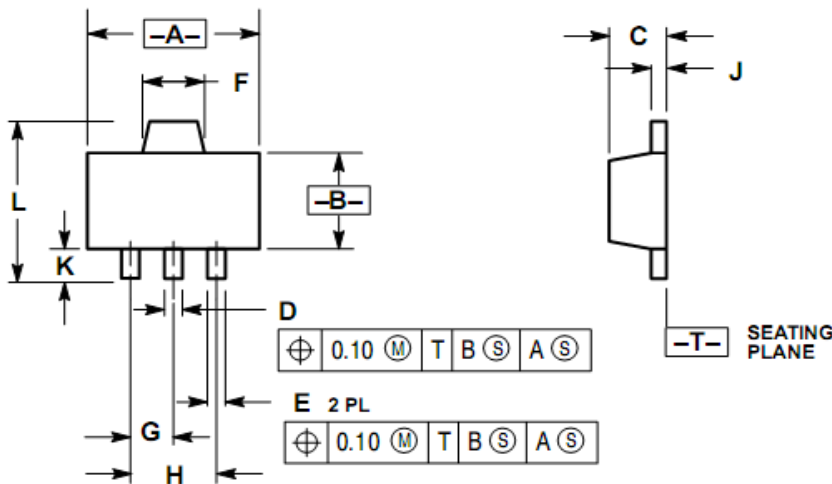 –A–
C
F
J
L
–B–
K
D
⌖ 0.10 Ⓜ T B Ⓢ A Ⓢ
–T– SEATING
PLANE
E 2 PL
⌖ 0.10 Ⓜ T B Ⓢ A Ⓢ
G
H